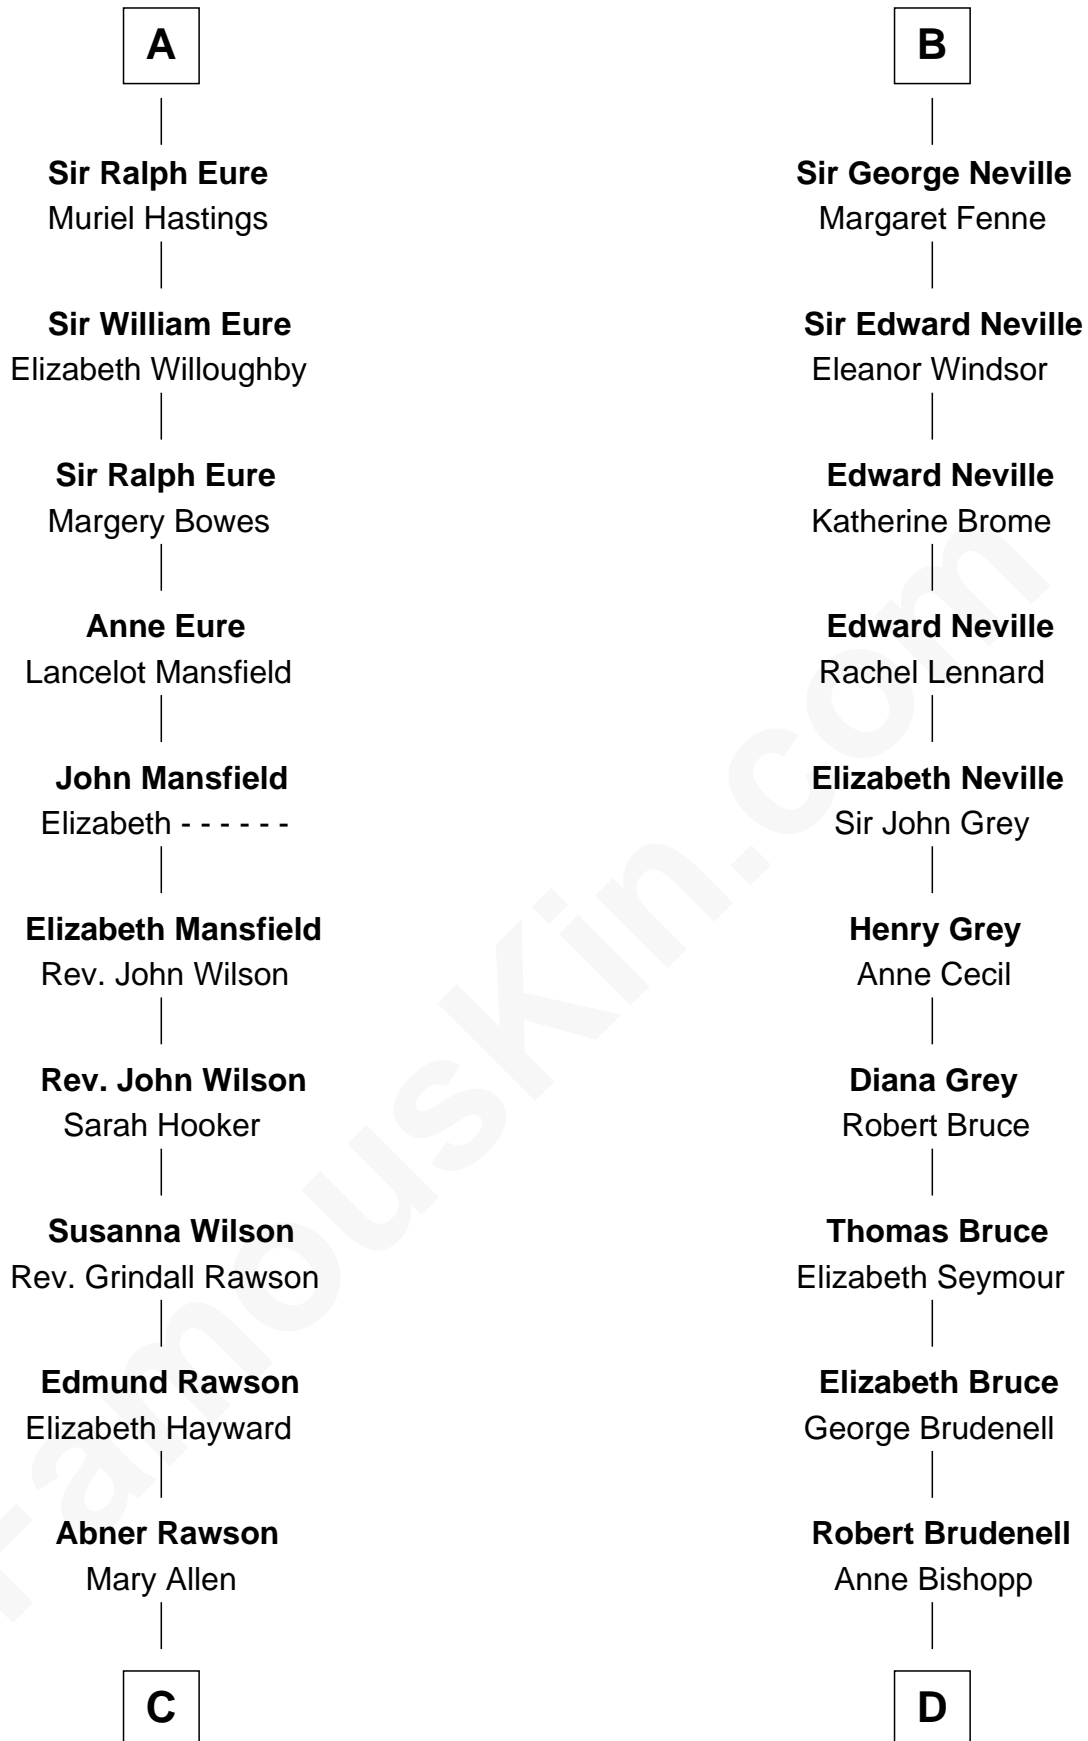 A
Sir Ralph Eure
Muriel Hastings
Sir William Eure
Elizabeth Willoughby
Sir Ralph Eure
Margery Bowes
Anne Eure
Lancelot Mansfield
John Mansfield
Elizabeth - - - - - -
Elizabeth Mansfield
Rev. John Wilson
Rev. John Wilson
Sarah Hooker
Susanna Wilson
Rev. Grindall Rawson
Edmund Rawson
Elizabeth Hayward
Abner Rawson
Mary Allen
C
B
Sir George Neville
Margaret Fenne
Sir Edward Neville
Eleanor Windsor
Edward Neville
Katherine Brome
Edward Neville
Rachel Lennard
Elizabeth Neville
Sir John Grey
Henry Grey
Anne Cecil
Diana Grey
Robert Bruce
Thomas Bruce
Elizabeth Seymour
Elizabeth Bruce
George Brudenell
Robert Brudenell
Anne Bishopp
D
FamousKin.com